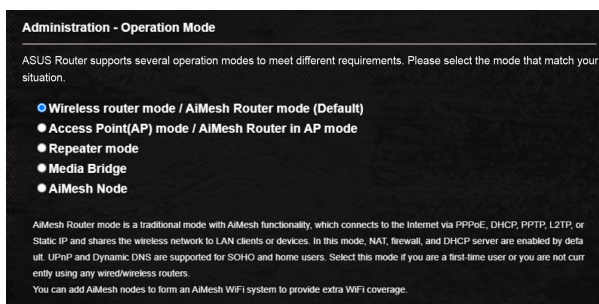 Administration - Operation Mode
ASUS Router supports several operation modes to meet different requirements. Please select the mode that match your
situation.
Wireless router mode / AiMesh Router mode (Default)
Access Point(AP) mode / AiMesh Router in AP mode
Repeater mode
Media Bridge
AiMesh Node
AiMesh Router mode is a traditional mode with AiMesh functionality, which connects to the Internet via PPPoE, DHCP, PPTP, L2TP, or
Static IP and shares the wireless network to LAN clients or devices. In this mode, NAT, firewall, and DHCP server are enabled by defa
ult. UPnP and Dynamic DNS are supported for SOHO and home users. Select this mode if you are a first-time user or you are not curr
ently using any wired/wireless routers.
You can add AiMesh nodes to form an AiMesh WiFi system to provide extra WiFi coverage.